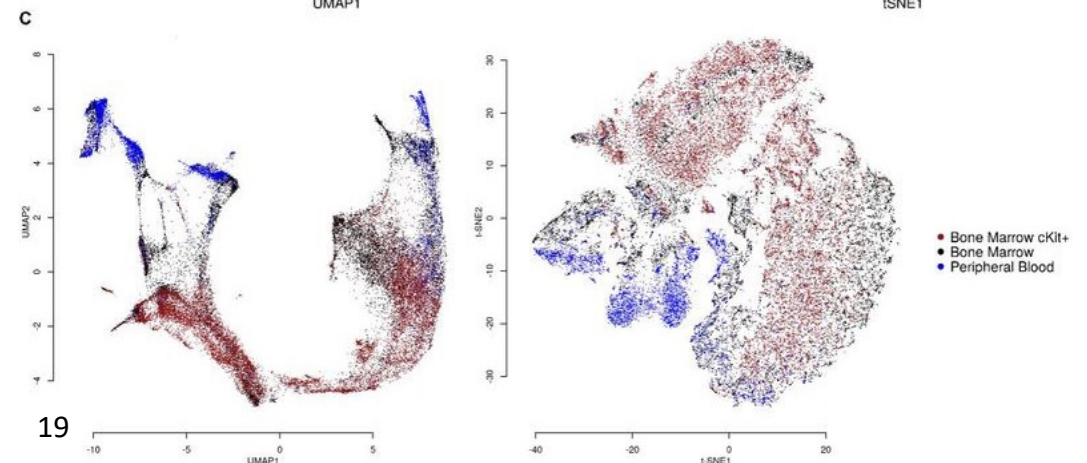 UMAP1
tSNE1
C
8
6
4
2
0
-2
-4
UMAP2
-10
-5
0
5
UMAP1
19
30
20
10
0
-10
-20
-30
t-SNE2
-40
-20
0
20
t-SNE1
Bone Marrow cKit+
Bone Marrow
Peripheral Blood